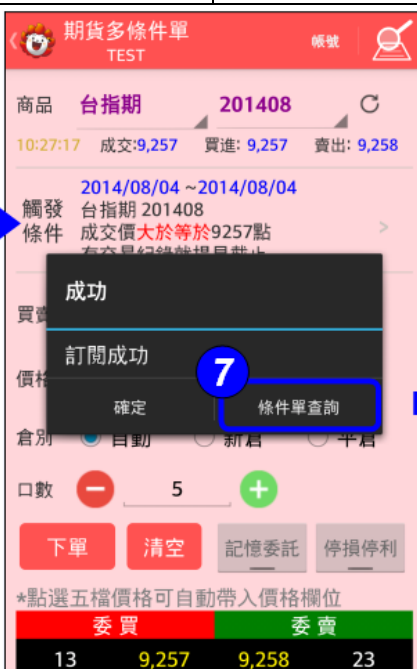 期貨多條件單
TEST
帳號
商品 台指期 201408
10:27:17 成交:9,257 買進: 9,257 賣出: 9,258
2014/08/04 ~2014/08/04
觸發條件
台指期 201408
成交價大於等於9257點
成功
買賣
訂閱成功
7
價格
確定 條件單查詢
倉別 自動 新倉 平倉
口數 5
下單 清空 記憶委託 停損停利
*點選五檔價格可自動帶入價格欄位
委買 委賣
13 9,257 9,258 23